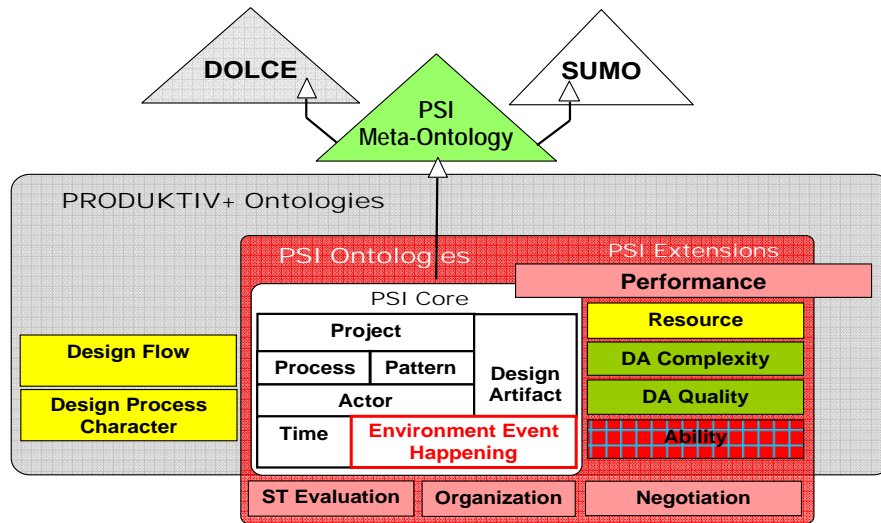 DOLCE
SUMO
PSI
Meta-Ontology
PRODUKTIV+ Ontologies
PSI Ontologies
PSI Extensions
Performance
PSI Core
Project
Process
Pattern
Actor
Time
Design
Artifact
Environment Event
Happening
Resource
DA Complexity
DA Quality
Ability
Design Flow
Design Process
Character
ST Evaluation
Organization
Negotiation